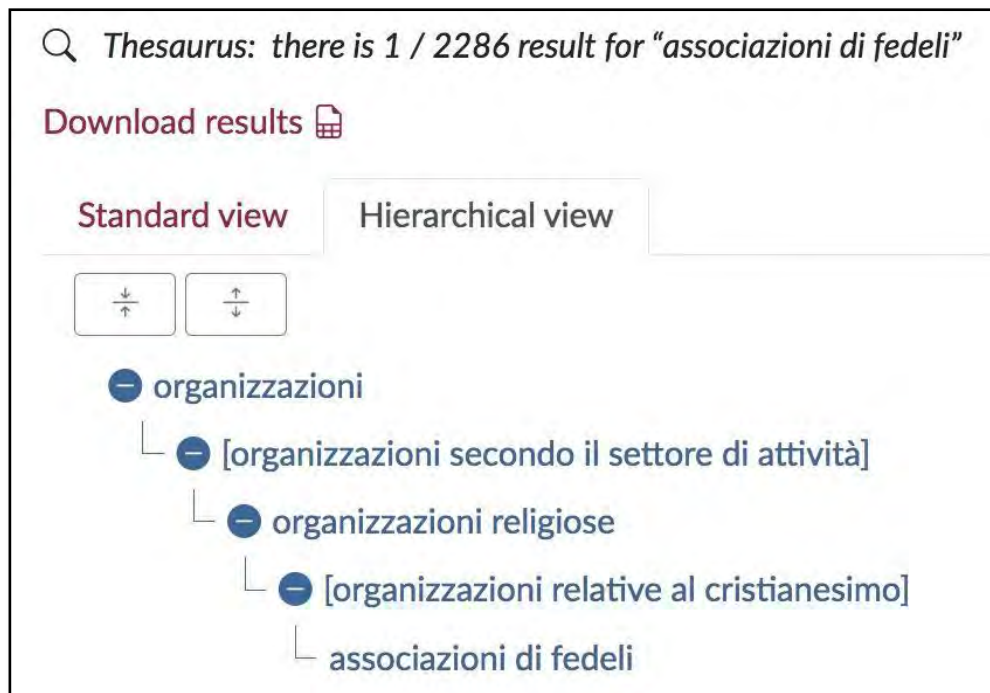 Thesaurus: there is 1 / 2286 result for “associazioni di fedeli”
Download results
Standard view
Hierarchical view
organizzazioni
[organizzazioni secondo il settore di attività]
organizzazioni religiose
[organizzazioni relative al cristianesimo]
associazioni di fedeli